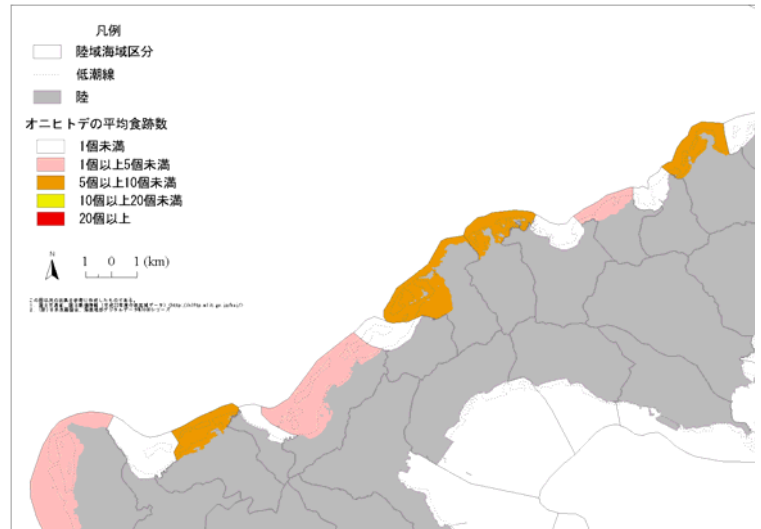 凡例
陸域海域区分
低潮線
陸
オニヒトデの平均食跡数
1個未満
1個以上5個未満
5個以上10個未満
10個以上20個未満
20個以上
N
1 0 1 (km)